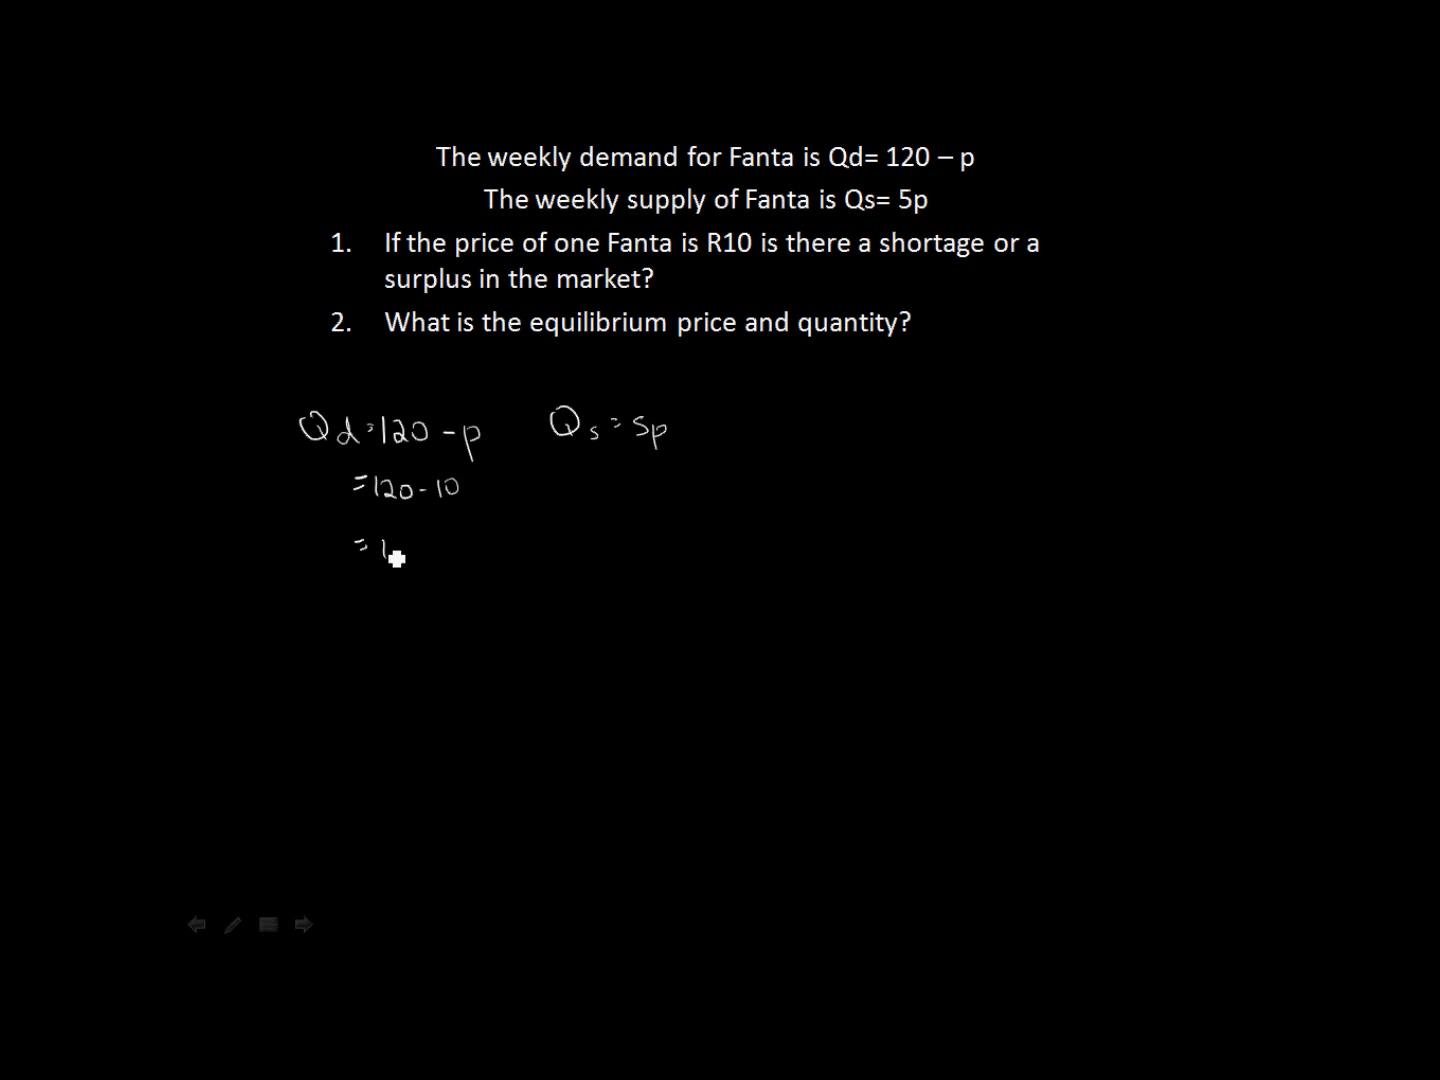 The weekly demand for Fanta is Qd= 120 – p
The weekly supply of Fanta is Qs= 5p
1. If the price of one Fanta is R10 is there a shortage or a
surplus in the market?
2. What is the equilibrium price and quantity?
Qd=120 - p Qs = 5p
= 120 - 10
= 1